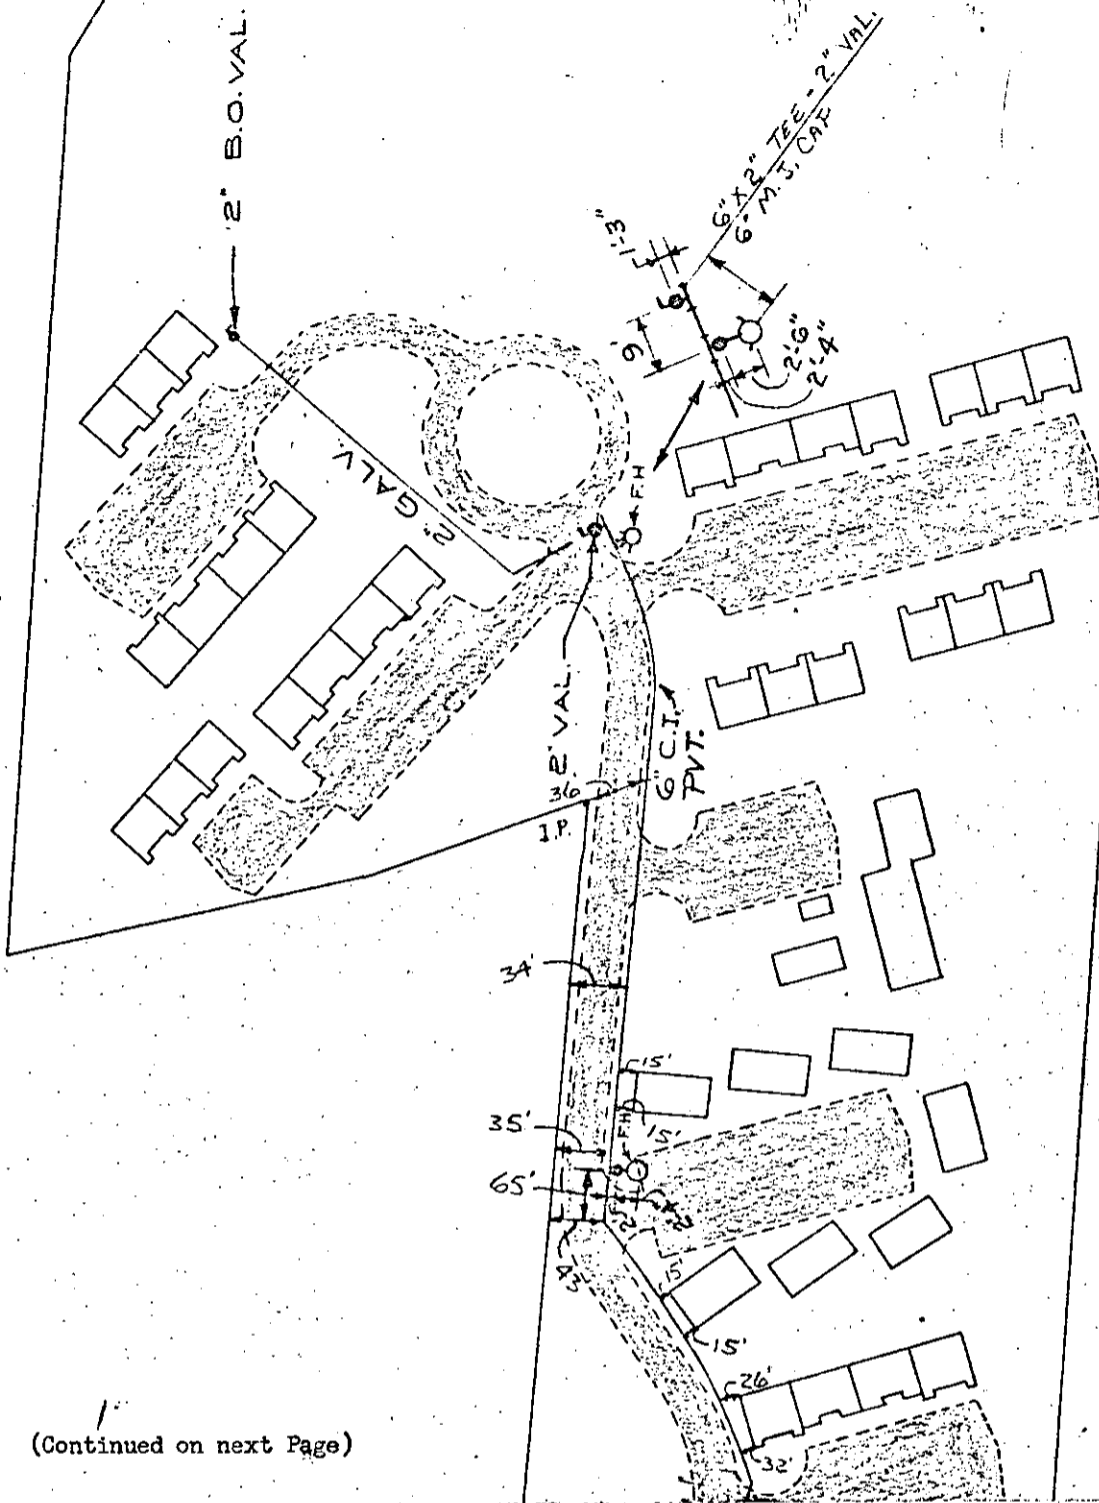 2" B.O. VAL.
6" X 2" TEE - 2" VAL.
6" M.J. CAP
1'-3"
9'
2'-6"
2'-4"
2" GALV.
F.H
2" VAL.
36
I.P.
6" C.I.
PVT.
34'
15'
15'
35'
F.H
65'
43'
15'
15'
26'
32'
(Continued on next Page)